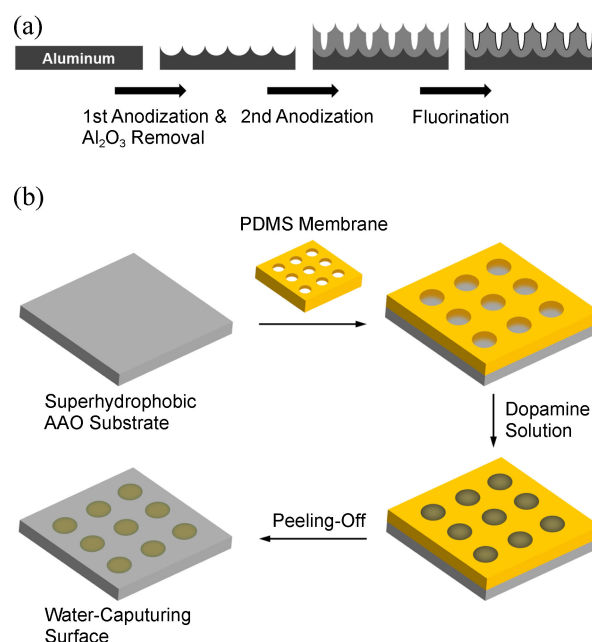 (a)
Aluminum
1st Anodization &
Al₂O₃ Removal
2nd Anodization
Fluorination
(b)
PDMS Membrane
Superhydrophobic
AAO Substrate
Dopamine
Solution
Peeling-Off
Water-Caputuring
Surface